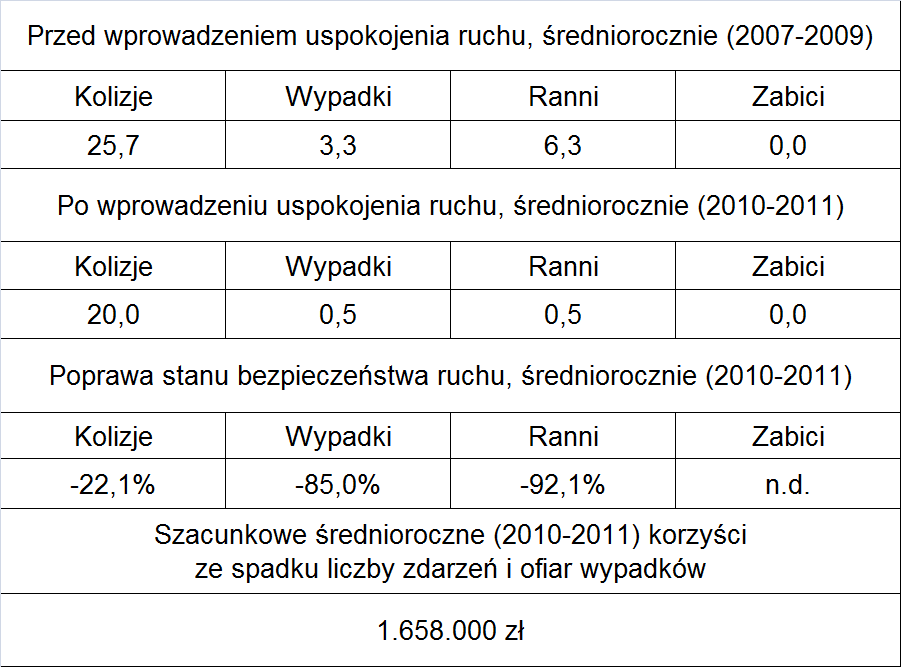 Przed wprowadzeniem uspokojenia ruchu, średniorocznie (2007-2009)
Kolizje Wypadki Ranni Zabici
25,7 3,3 6,3 0,0
Po wprowadzeniu uspokojenia ruchu, średniorocznie (2010-2011)
Kolizje Wypadki Ranni Zabici
20,0 0,5 0,5 0,0
Poprawa stanu bezpieczeństwa ruchu, średniorocznie (2010-2011)
Kolizje Wypadki Ranni Zabici
-22,1% -85,0% -92,1% n.d.
Szacunkowe średnioroczne (2010-2011) korzyści
ze spadku liczby zdarzeń i ofiar wypadków
1.658.000 zł